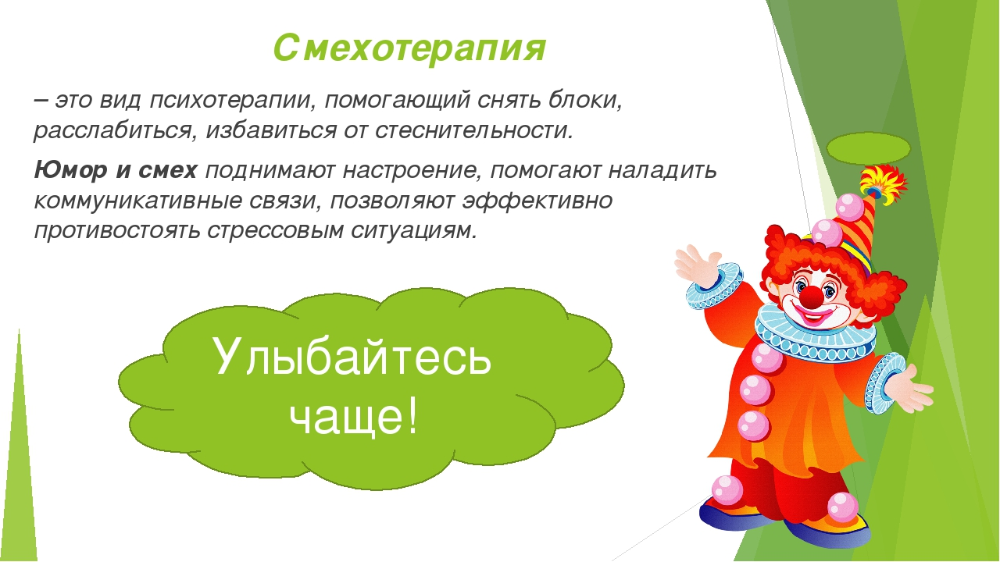 Смехотерапия
– это вид психотерапии, помогающий снять блоки,
расслабиться, избавиться от стеснительности.
Юмор и смех поднимают настроение, помогают наладить
коммуникативные связи, позволяют эффективно
противостоять стрессовым ситуациям.
Улыбайтесь
чаще!